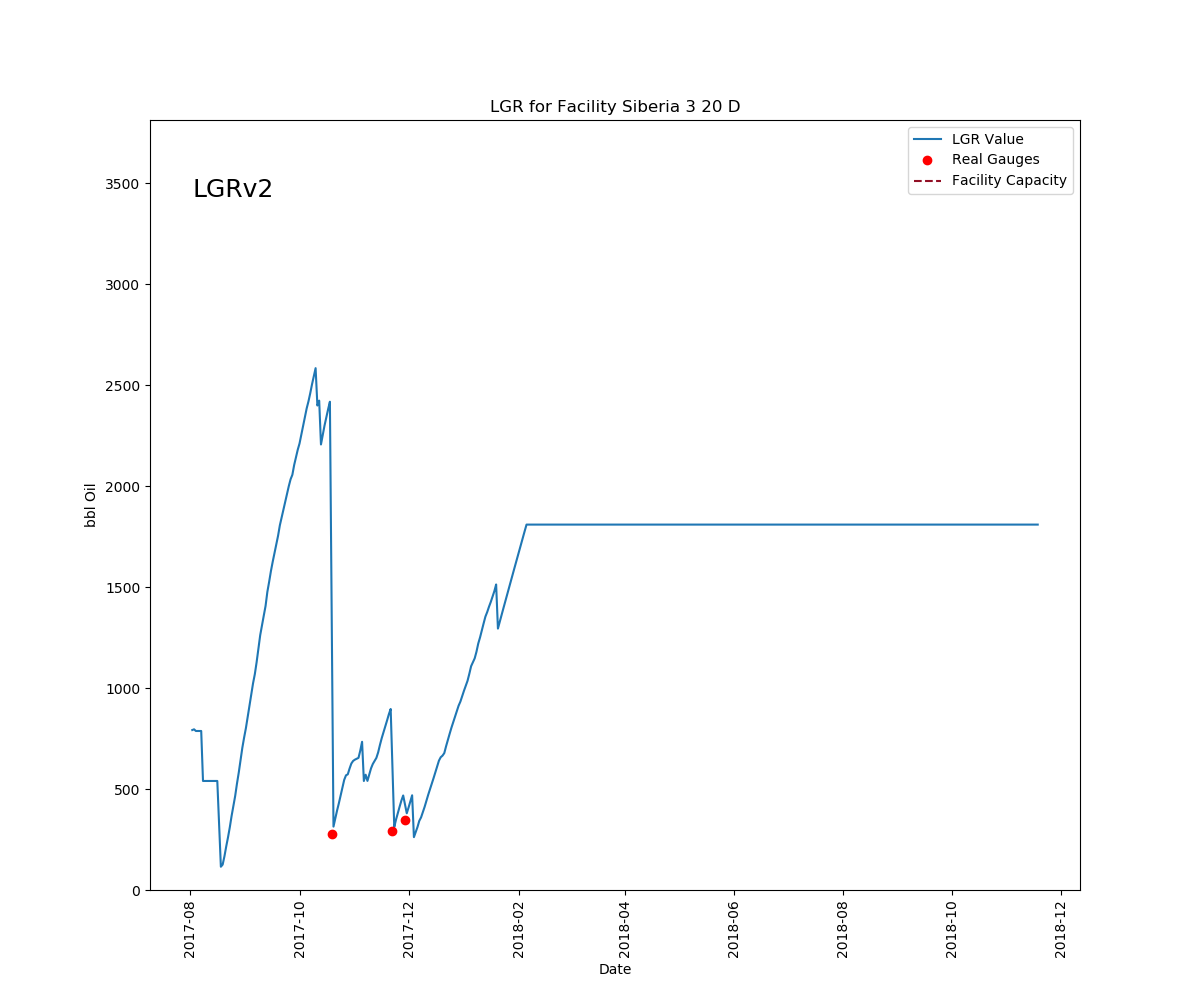 LGR for Facility Siberia 3 20 D
LGRv2
LGR Value
Real Gauges
Facility Capacity
bbl Oil
3500
3000
2500
2000
1500
1000
500
0
2017-08
2017-10
2017-12
2018-02
2018-04
2018-06
2018-08
2018-10
2018-12
Date